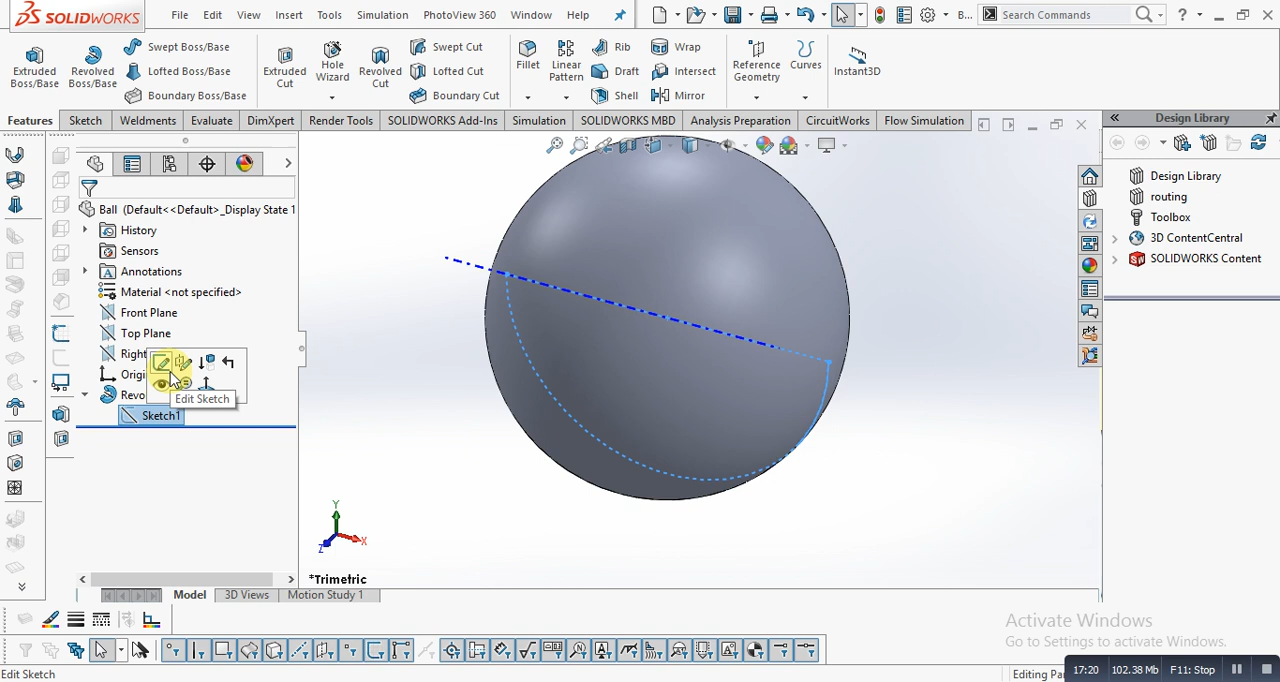 SOLIDWORKS
File Edit View Insert Tools Simulation PhotoView 360 Window Help
B...
Search Commands
?
Extruded Boss/Base
Revolved Boss/Base
Swept Boss/Base
Lofted Boss/Base
Boundary Boss/Base
Extruded Cut
Hole Wizard
Revolved Cut
Swept Cut
Lofted Cut
Boundary Cut
Fillet
Linear Pattern
Rib
Draft
Shell
Wrap
Intersect
Mirror
Reference Geometry
Curves
Instant3D
Features Sketch Weldments Evaluate DimXpert Render Tools SOLIDWORKS Add-Ins Simulation SOLIDWORKS MBD Analysis Preparation CircuitWorks Flow Simulation
Design Library
Design Library
routing
Toolbox
3D ContentCentral
SOLIDWORKS Content
Ball (Default<<Default>_Display State 1
History
Sensors
Annotations
Material <not specified>
Front Plane
Top Plane
Right
Origi
Revo
Edit Sketch
Sketch1
Y
X
Z
*Trimetric
Model 3D Views Motion Study 1
Activate Windows
Go to Settings to activate Windows.
Edit Sketch
Editing Pa
17:20 102.38 Mb F11: Stop